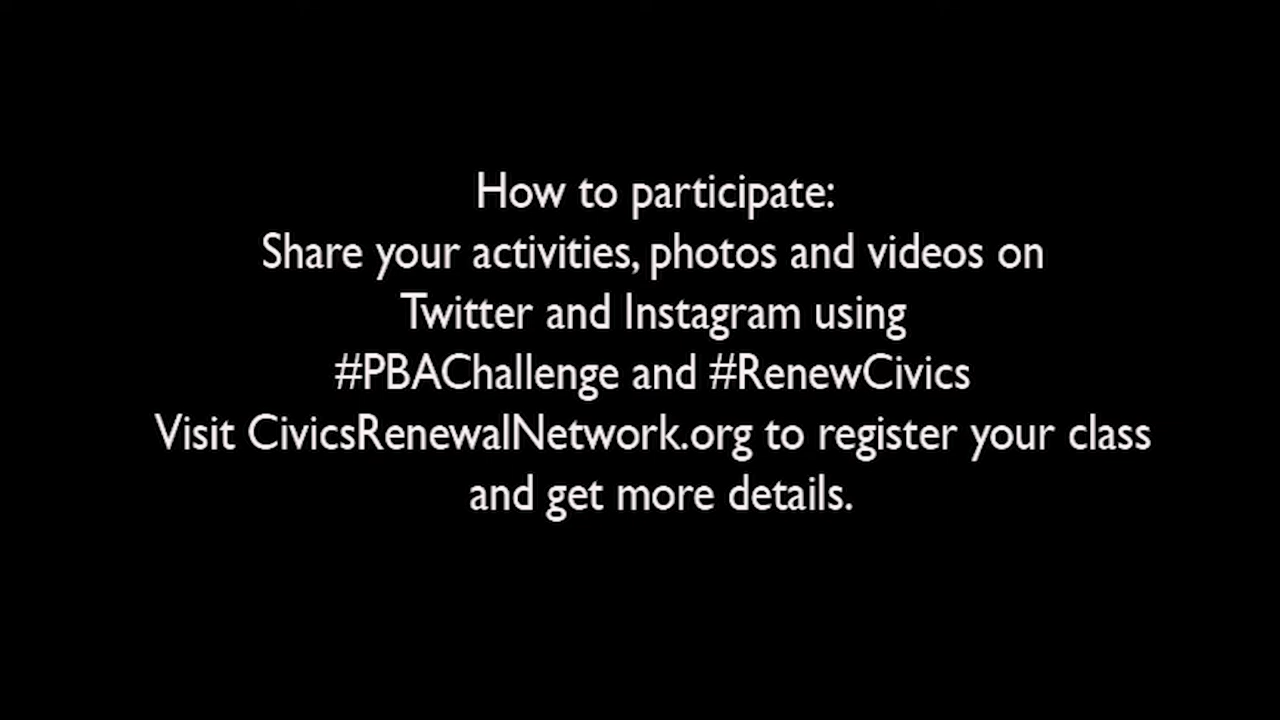 How to participate:
Share your activities, photos and videos on
Twitter and Instagram using
#PBAChallenge and #RenewCivics
Visit CivicsRenewalNetwork.org to register your class
and get more details.